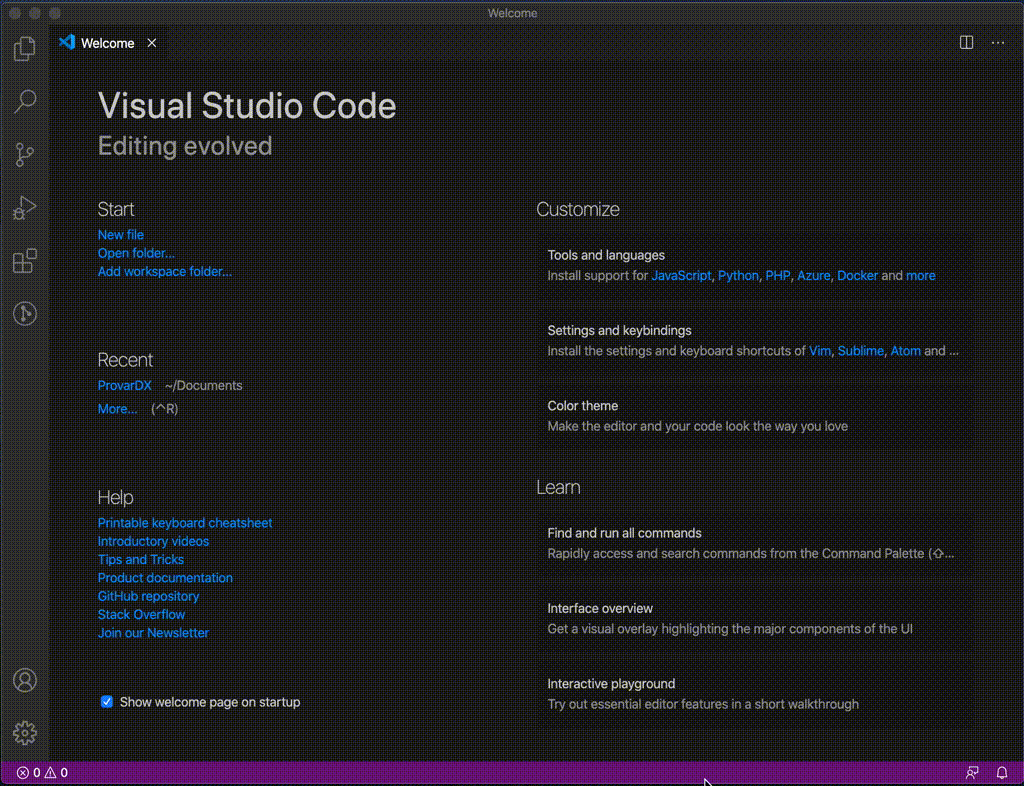 Welcome
Welcome
Visual Studio Code
Editing evolved
Start
New file
Open folder...
Add workspace folder...
Recent
ProvarDX ~/Documents
More... (^R)
Help
Printable keyboard cheatsheet
Introductory videos
Tips and Tricks
Product documentation
GitHub repository
Stack Overflow
Join our Newsletter
Show welcome page on startup
Customize
Tools and languages
Install support for JavaScript, Python, PHP, Azure, Docker and more
Settings and keybindings
Install the settings and keyboard shortcuts of Vim, Sublime, Atom and ...
Color theme
Make the editor and your code look the way you love
Learn
Find and run all commands
Rapidly access and search commands from the Command Palette (⇧...
Interface overview
Get a visual overlay highlighting the major components of the UI
Interactive playground
Try out essential editor features in a short walkthrough
0 0